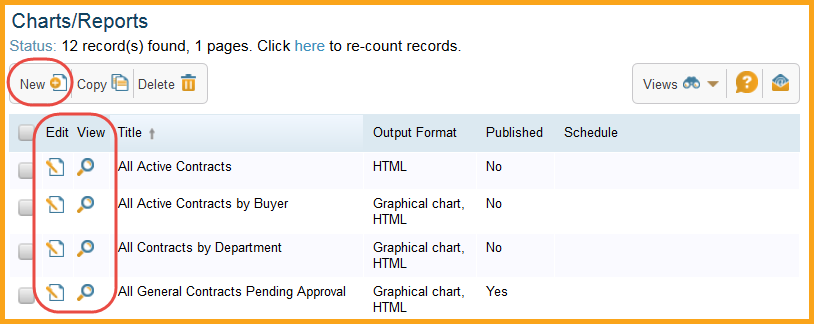 Charts/Reports
Status: 12 record(s) found, 1 pages. Click here to re-count records.
New Copy Delete Views ?
Edit View Title Output Format Published Schedule
All Active Contracts HTML No
All Active Contracts by Buyer Graphical chart, No
HTML
All Contracts by Department Graphical chart, No
HTML
All General Contracts Pending Approval Graphical chart, Yes
HTML